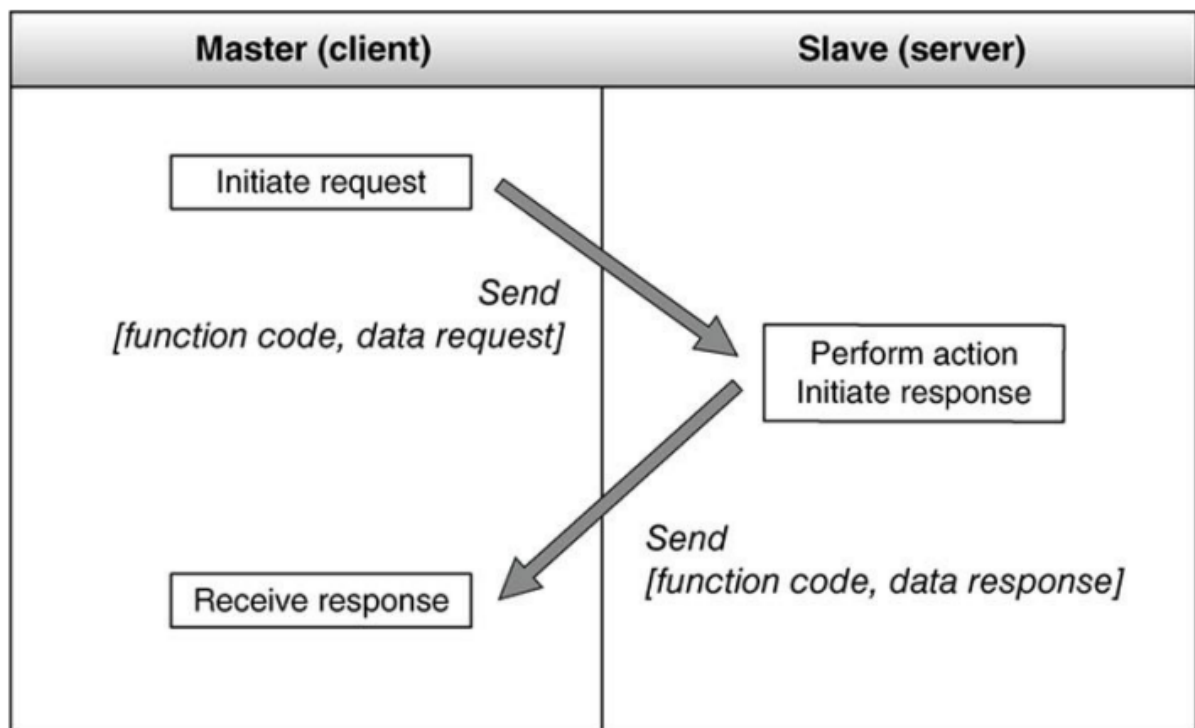 Master (client)
Slave (server)
Initiate request
Send
[function code, data request]
Perform action
Initiate response
Send
[function code, data response]
Receive response